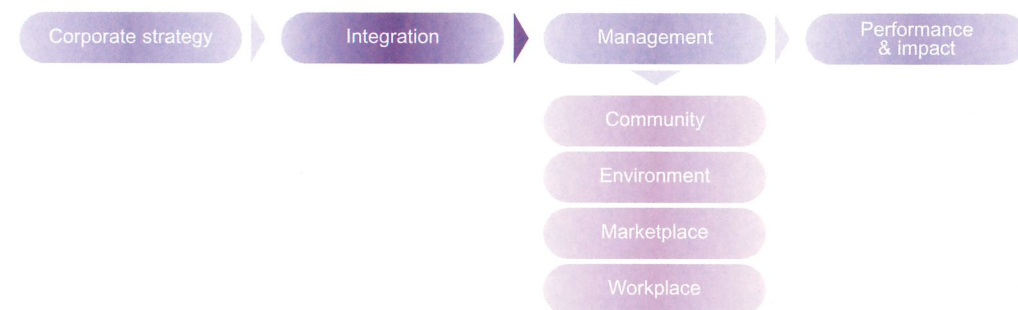 Corporate strategy
Integration
Management
Performance
& impact
Community
Environment
Marketplace
Workplace